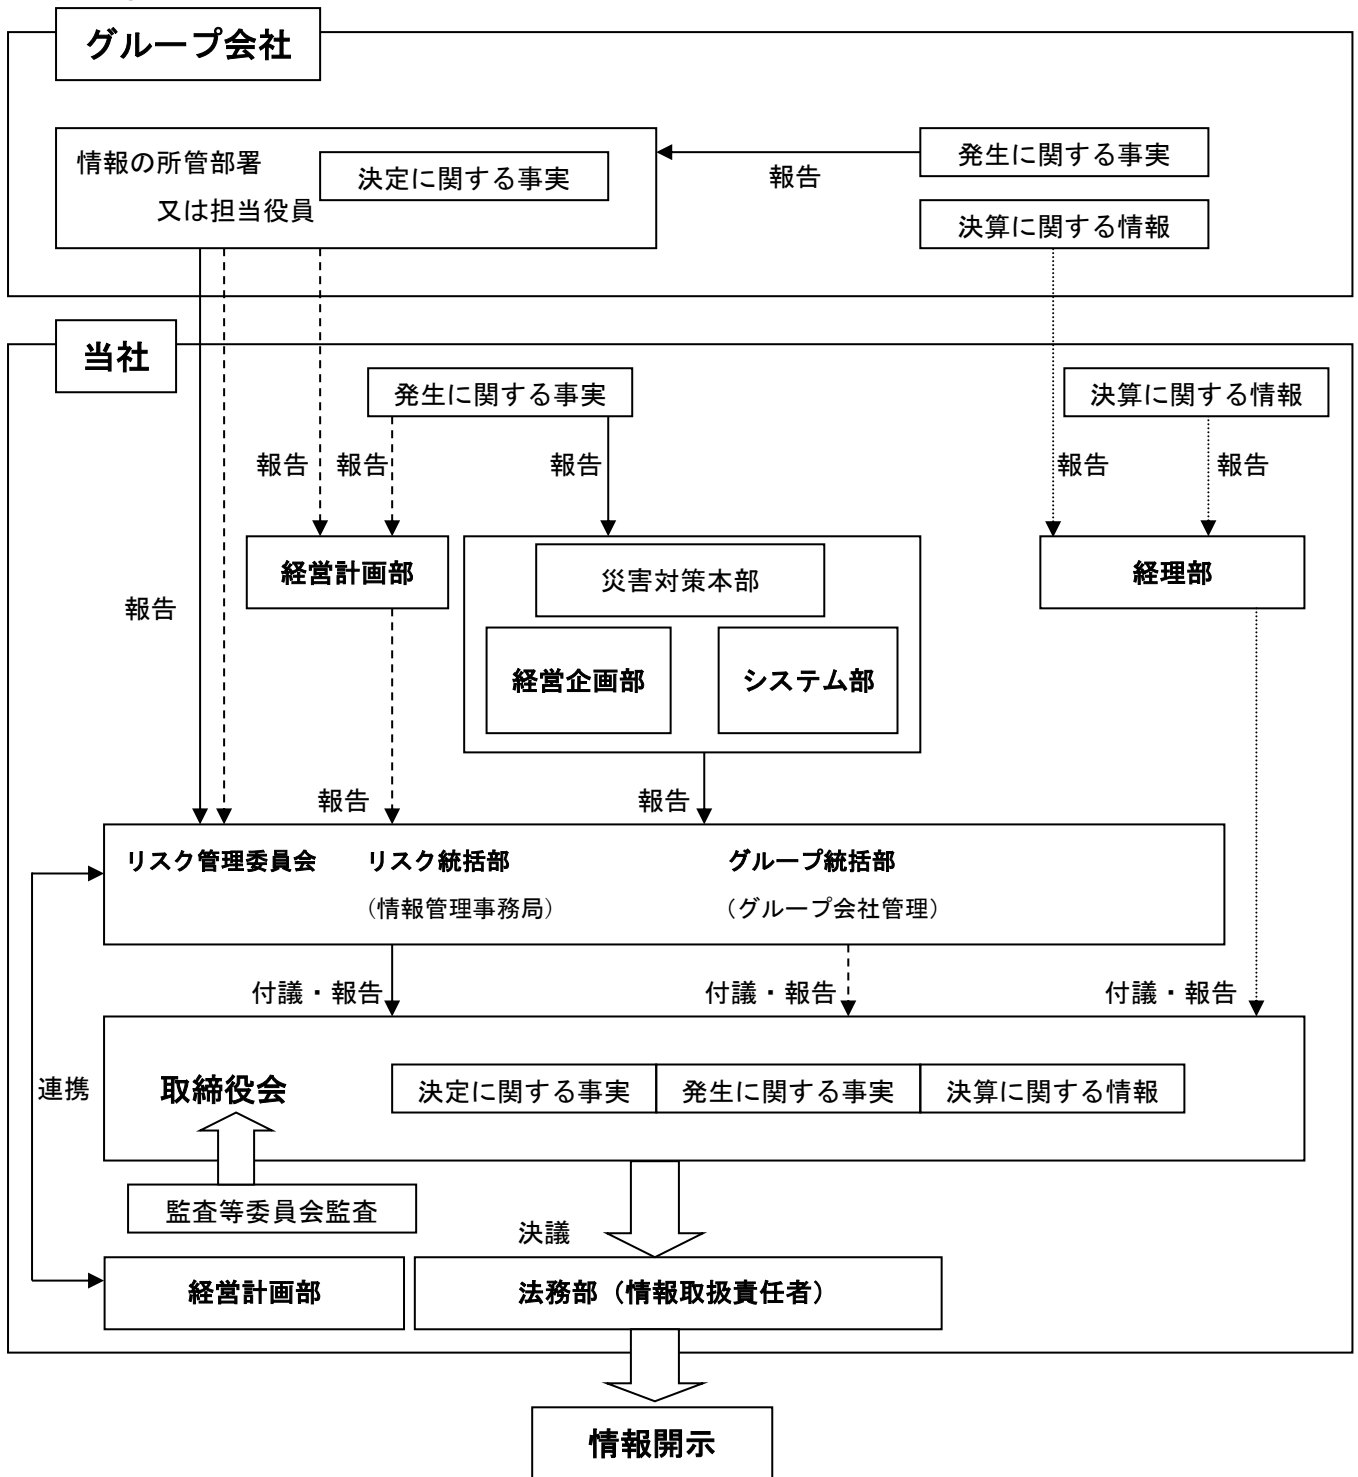 グループ会社
情報の所管部署
又は担当役員
決定に関する事実
報告
発生に関する事実
決算に関する情報
当社
発生に関する事実
決算に関する情報
報告
報告
報告
報告
報告
経営計画部
災害対策本部
経営企画部
システム部
経理部
報告
報告
報告
リスク管理委員会
リスク統括部
(情報管理事務局)
グループ統括部
(グループ会社管理)
付議・報告
付議・報告
付議・報告
連携
取締役会
決定に関する事実
発生に関する事実
決算に関する情報
監査等委員会監査
決議
経営計画部
法務部(情報取扱責任者)
情報開示